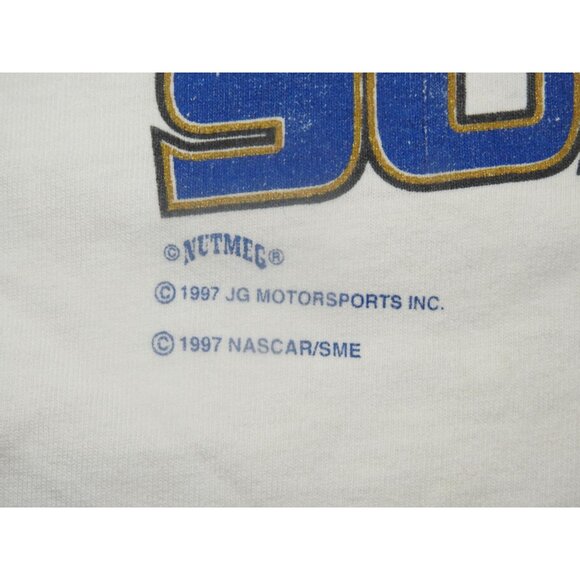 © NUTMEG ®
© 1997 JG MOTORSPORTS INC.
© 1997 NASCAR/SME